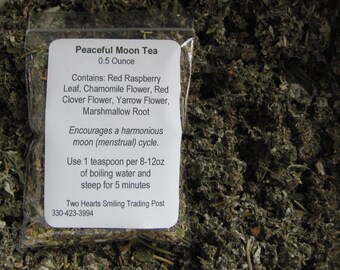 Peaceful Moon Tea
0.5 Ounce
Contains: Red Raspberry
Leaf, Chamomile Flower, Red
Clover Flower, Yarrow Flower,
Marshmallow Root
Encourages a harmonious
moon (menstrual) cycle.
Use 1 teaspoon per 8-12oz
of boiling water and
steep for 5 minutes
Two Hearts Smiling Trading Post
330-423-3994